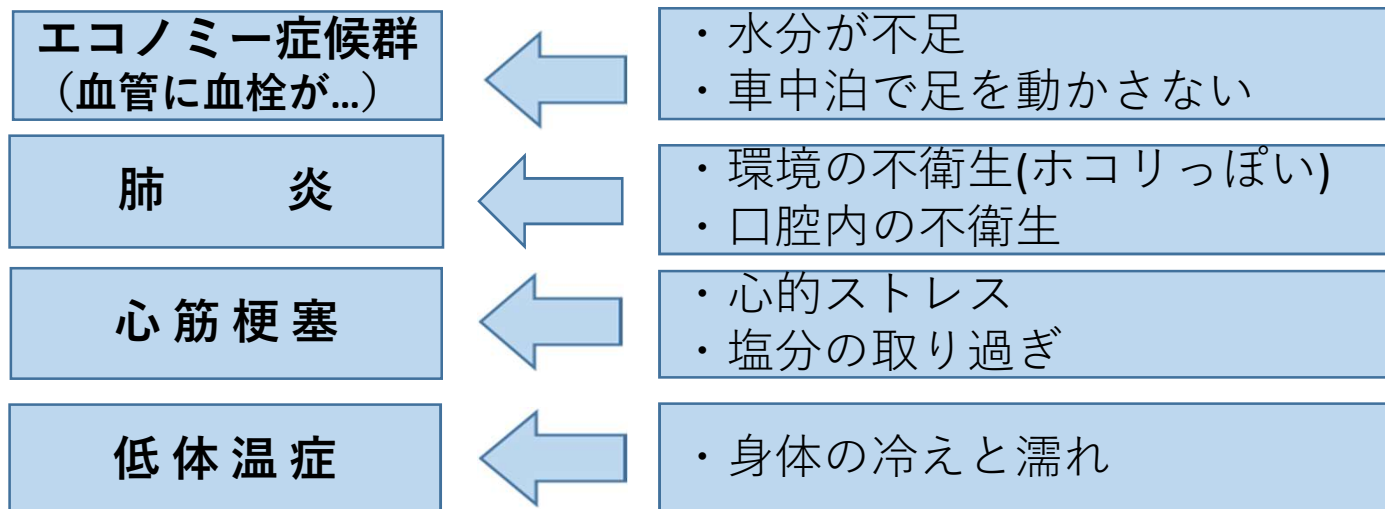 エコノミー症候群
（血管に血栓が…）
・水分が不足
・車中泊で足を動かさない
肺　　炎
・環境の不衛生(ホコリっぽい)
・口腔内の不衛生
心筋梗塞
・心的ストレス
・塩分の取り過ぎ
低体温症
・身体の冷えと濡れ